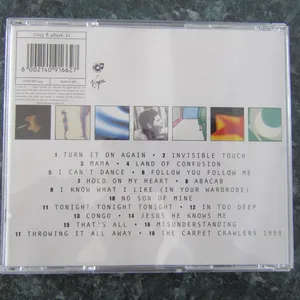 6002140916627
Virgin
1 TURN IT ON AGAIN • 2 INVISIBLE TOUCH
3 MAMA • 4 LAND OF CONFUSION
5 I CAN'T DANCE • 6 FOLLOW YOU FOLLOW ME
7 HOLD ON MY HEART • 8 ABACAB
9 I KNOW WHAT I LIKE (IN YOUR WARDROBE)
10 NO SON OF MINE
11 TONIGHT TONIGHT TONIGHT • 12 IN TOO DEEP
13 CONGO • 14 JESUS HE KNOWS ME
15 THAT'S ALL • 16 MISUNDERSTANDING
17 THROWING IT ALL AWAY • 18 THE CARPET CRAWLERS 1999